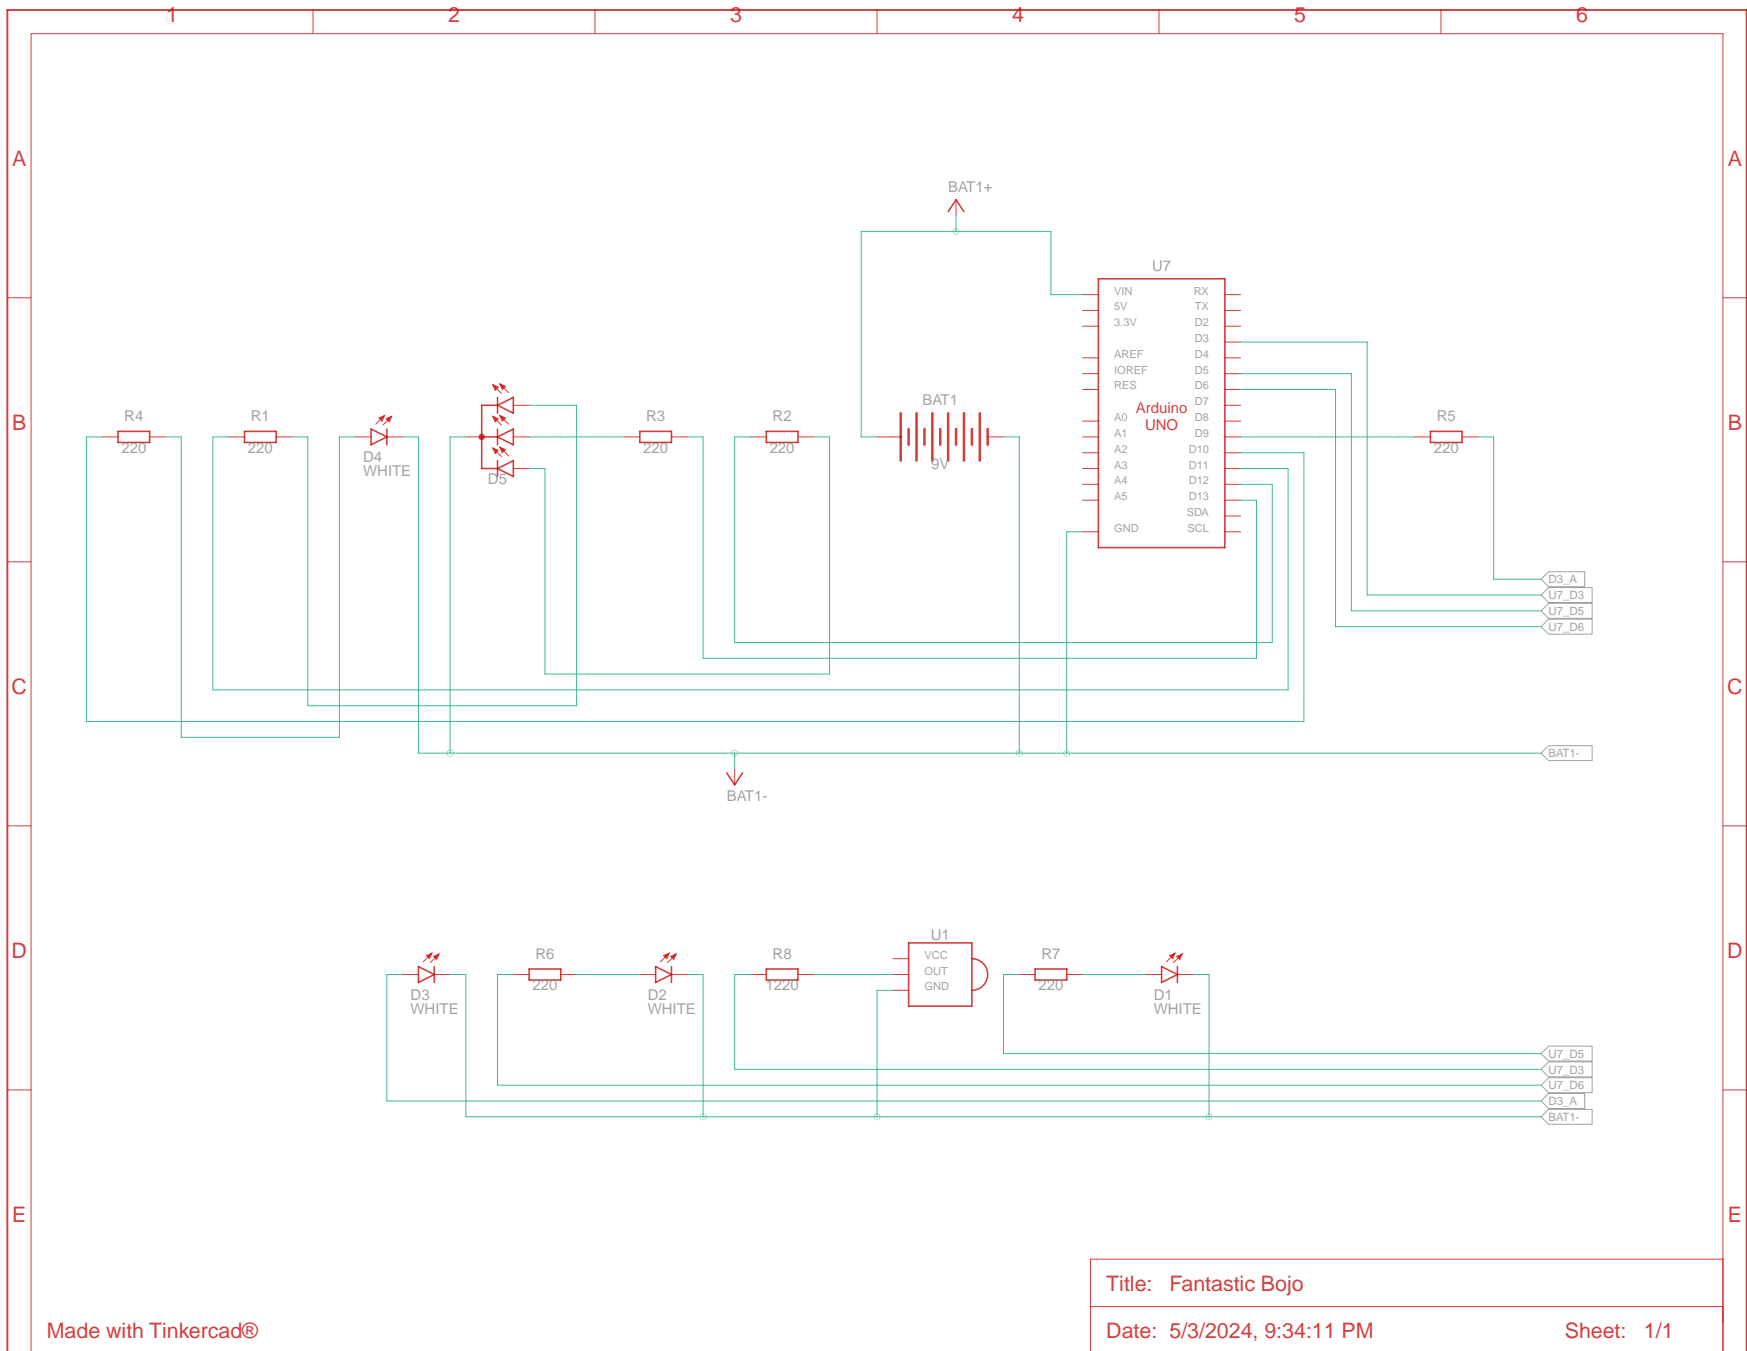 1 2 3 4 5 6
A A
BAT1+
U7
VIN RX
5V TX
3.3V D2
D3
AREF D4
IOREF D5
RES D6
D7
A0 Arduino D8
A1 UNO D9
A2 D10
A3 D11
A4 D12
A5 D13
SDA
GND SCL
B B
R4
220
R1
220
D4
WHITE
D5
R3
220
R2
220
BAT1
9V
R5
220
D3_A
U7_D3
U7_D5
U7_D6
C C
BAT1-
BAT1-
D D
D3
WHITE
R6
220
D2
WHITE
R8
1220
U1
VCC
OUT
GND
R7
220
D1
WHITE
U7_D5
U7_D3
U7_D6
D3_A
BAT1-
E E
Title: Fantastic Bojo
Made with Tinkercad®
Date: 5/3/2024, 9:34:11 PM Sheet: 1/1